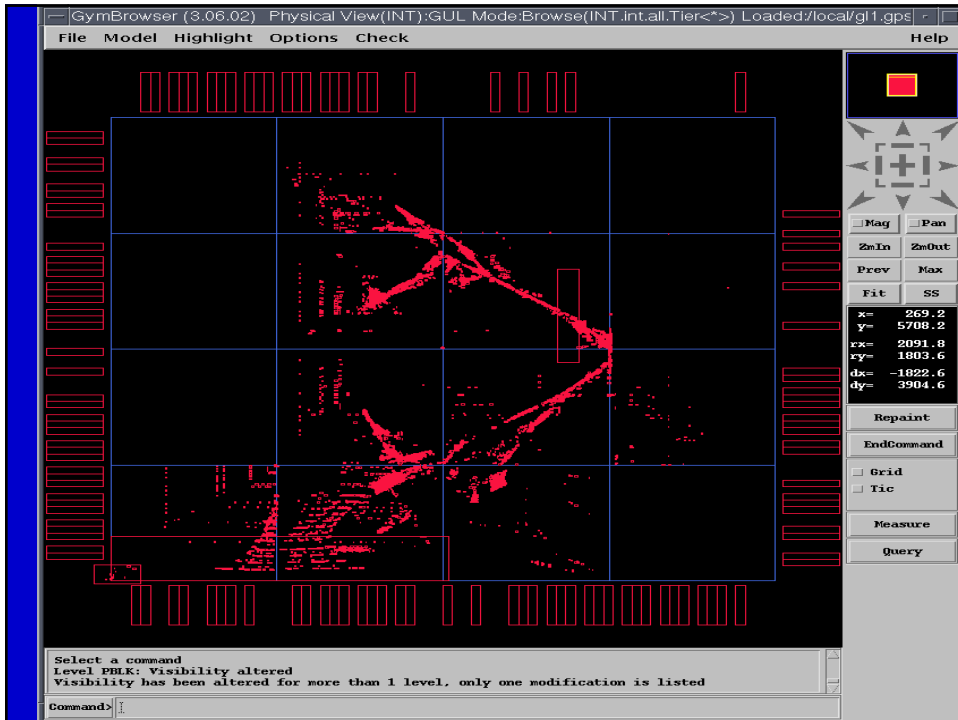 GymBrowser (3.06.02) Physical View(INT):GUL Mode:Browse(INT.int.all.Tier<*>) Loaded:/local/gl1.gps
File Model Highlight Options Check Help
Mag Pan
ZmIn ZmOut
Prev Max
Fit SS
x= 269.2
y= 5708.2
rx= 2091.8
ry= 1803.6
dx= -1822.6
dy= 3904.6
Repaint
EndCommand
Grid
Tic
Measure
Query
Select a command
Level PBLK: Visibility altered
Visibility has been altered for more than 1 level, only one modification is listed
Command>